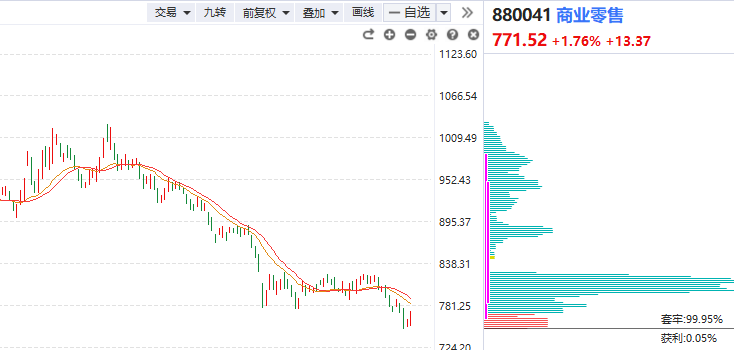 交易 九转 前复权 叠加 画线 一自选
880041 商业零售
771.52 +1.76% +13.37
1123.60
1066.54
1009.49
952.43
895.37
838.31
781.25
724.20
套牢:99.95%
获利:0.05%